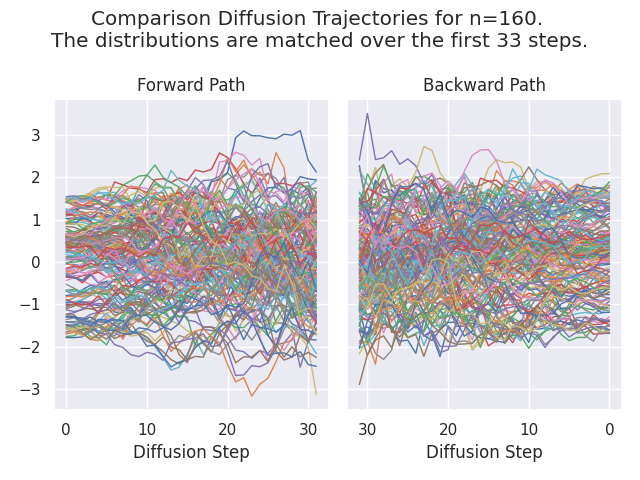 Comparison Diffusion Trajectories for n=160.
The distributions are matched over the first 33 steps.
Forward Path
Backward Path
3
2
1
0
−1
−2
−3
0 10 20 30
30 20 10 0
Diffusion Step
Diffusion Step